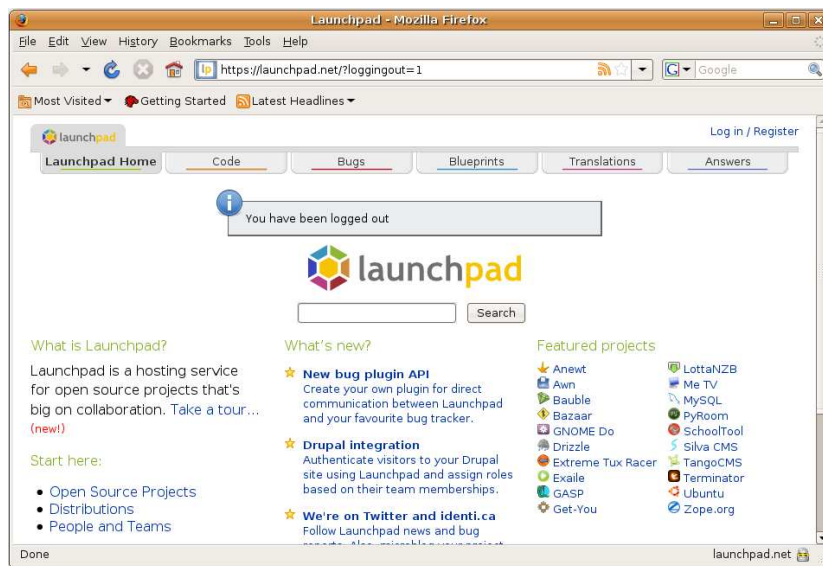 Launchpad - Mozilla Firefox
File Edit View History Bookmarks Tools Help
lp https://launchpad.net/?loggingout=1 G Google
Most Visited Getting Started Latest Headlines
launchpad Log in / Register
Launchpad Home Code Bugs Blueprints Translations Answers
You have been logged out
launchpad
Search
What is Launchpad?
Launchpad is a hosting service
for open source projects that's
big on collaboration. Take a tour...
(new!)
Start here:
• Open Source Projects
• Distributions
• People and Teams
What's new?
New bug plugin API
Create your own plugin for direct
communication between Launchpad
and your favourite bug tracker.
Drupal integration
Authenticate visitors to your Drupal
site using Launchpad and assign roles
based on their team memberships.
We're on Twitter and identi.ca
Follow Launchpad news and bug
reports. Also, microblog your project
Featured projects
Anewt
Awn
Bauble
Bazaar
GNOME Do
Drizzle
Extreme Tux Racer
Exaile
GASP
Get-You
LottaNZB
Me TV
MySQL
PyRoom
SchoolTool
Silva CMS
TangoCMS
Terminator
Ubuntu
Zope.org
Done launchpad.net